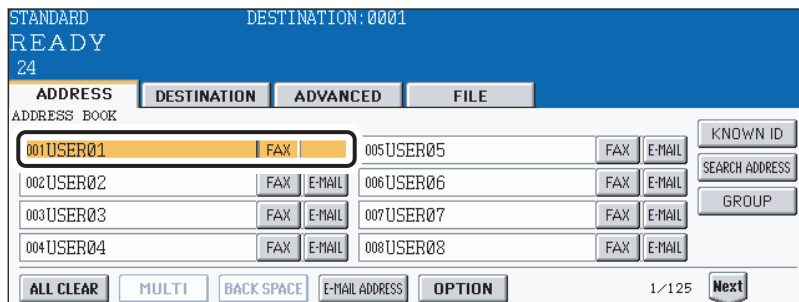 STANDARD DESTINATION:0001
READY
24
ADDRESS DESTINATION ADVANCED FILE
ADDRESS BOOK
001USER01 FAX 005USER05 FAX E-MAIL KNOWN ID
002USER02 FAX E-MAIL 006USER06 FAX E-MAIL SEARCH ADDRESS
003USER03 FAX E-MAIL 007USER07 FAX E-MAIL GROUP
004USER04 FAX E-MAIL 008USER08 FAX E-MAIL
ALL CLEAR MULTI BACK SPACE E-MAIL ADDRESS OPTION 1/125 Next